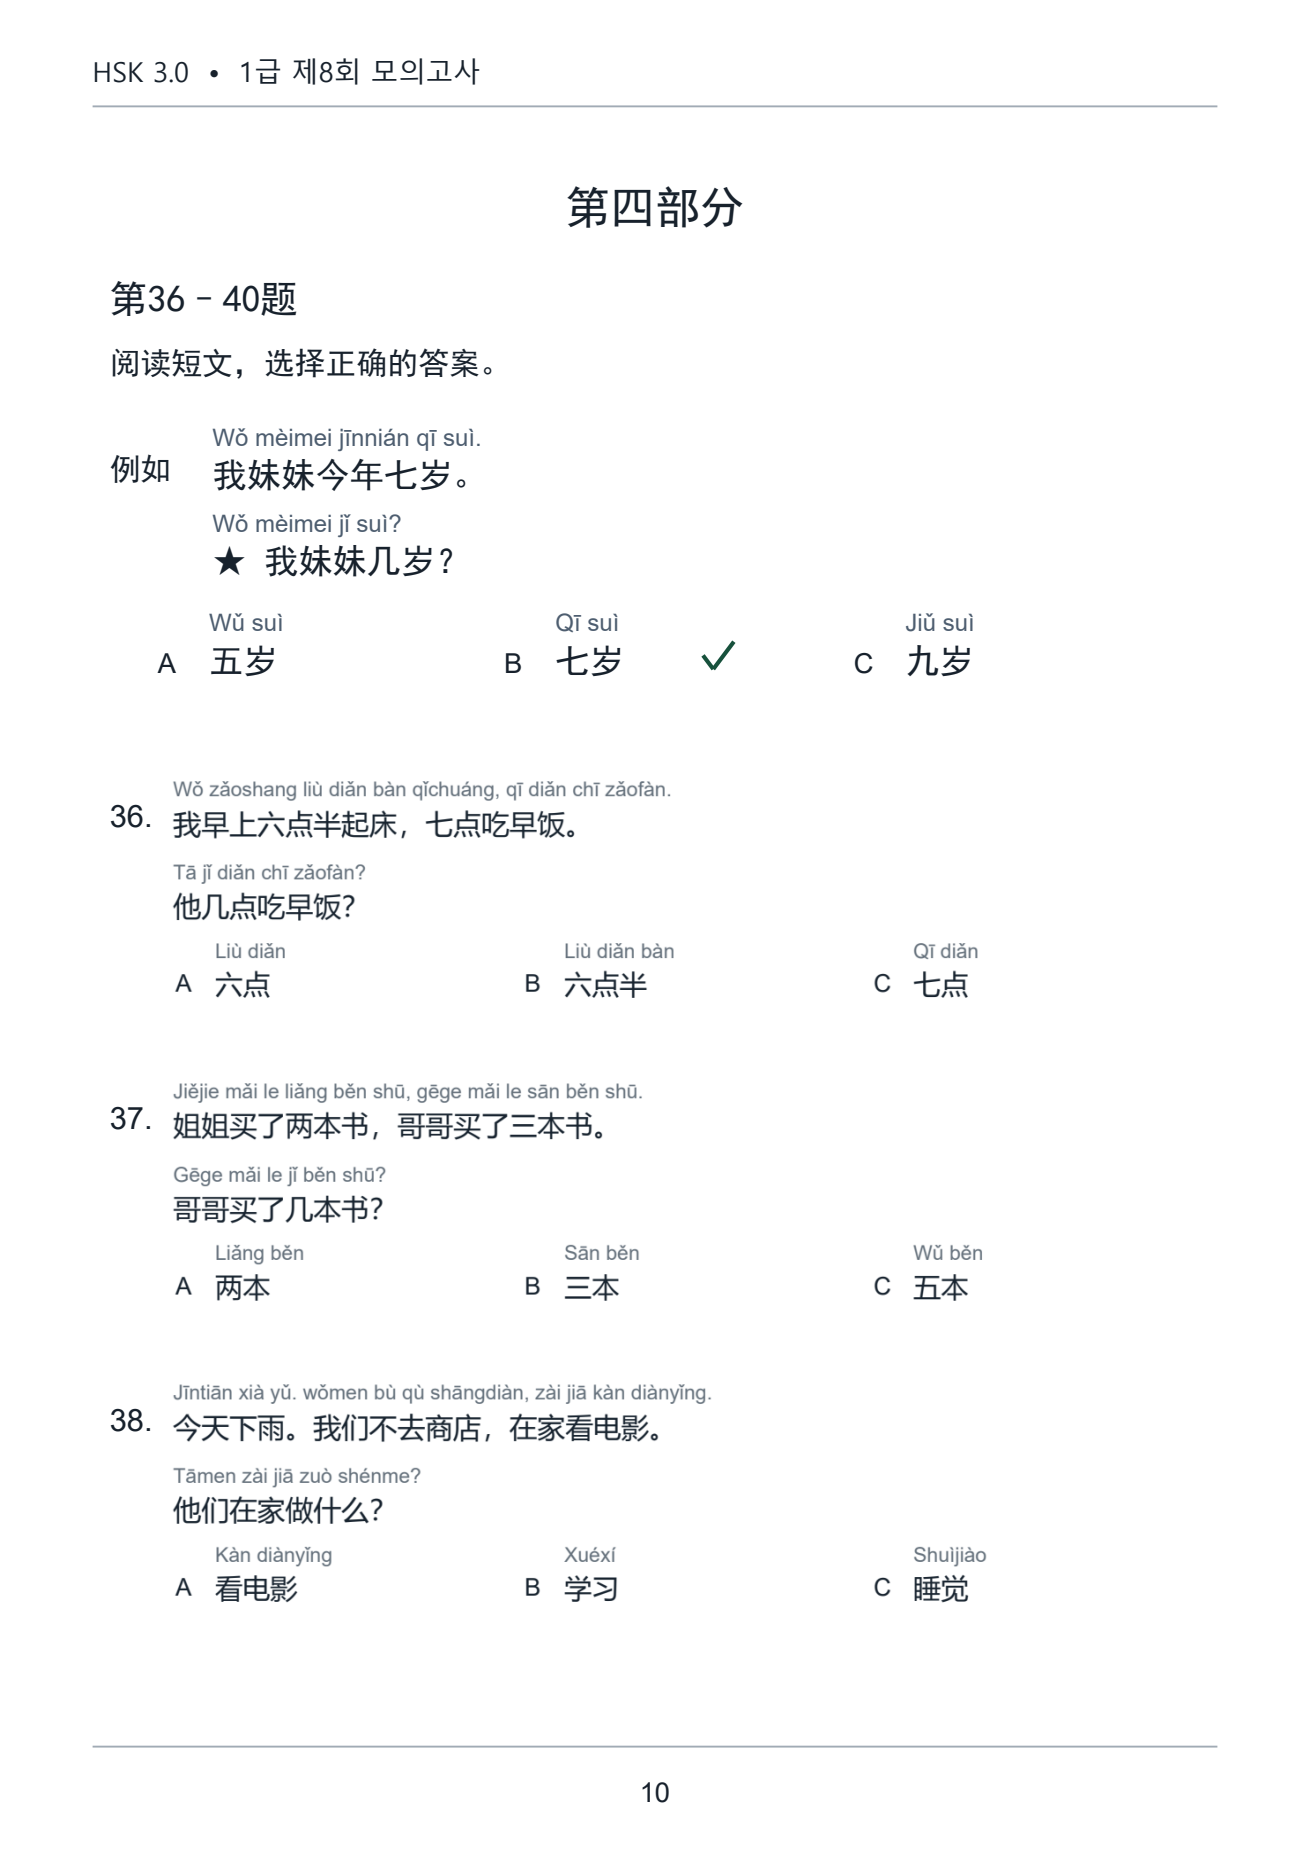 HSK 3.0 • 1급 제8회 모의고사
第四部分
第36 – 40题
阅读短文，选择正确的答案。
Wǒ mèimei jīnnián qī suì.
例如 我妹妹今年七岁。
Wǒ mèimei jǐ suì?
★ 我妹妹几岁?
Wǔ suì Qī suì Jiǔ suì
A 五岁 B 七岁 ✓ C 九岁
Wǒ zǎoshang liù diǎn bàn qǐchuáng, qī diǎn chī zǎofàn.
36. 我早上六点半起床，七点吃早饭。
Tā jǐ diǎn chī zǎofàn?
他几点吃早饭?
Liù diǎn Liù diǎn bàn Qī diǎn
A 六点 B 六点半 C 七点
Jiějie mǎi le liǎng běn shū, gēge mǎi le sān běn shū.
37. 姐姐买了两本书，哥哥买了三本书。
Gēge mǎi le jǐ běn shū?
哥哥买了几本书?
Liǎng běn Sān běn Wǔ běn
A 两本 B 三本 C 五本
Jīntiān xià yǔ. wǒmen bù qù shāngdiàn, zài jiā kàn diànyǐng.
38. 今天下雨。我们不去商店，在家看电影。
Tāmen zài jiā zuò shénme?
他们在家做什么?
Kàn diànyǐng Xuéxí Shuìjiào
A 看电影 B 学习 C 睡觉
10